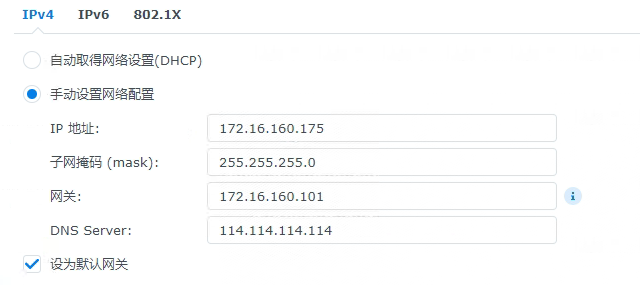 IPv4 IPv6 802.1X
自动取得网络设置(DHCP)
手动设置网络配置
IP 地址: 172.16.160.175
子网掩码 (mask): 255.255.255.0
网关: 172.16.160.101 i
DNS Server: 114.114.114.114
设为默认网关